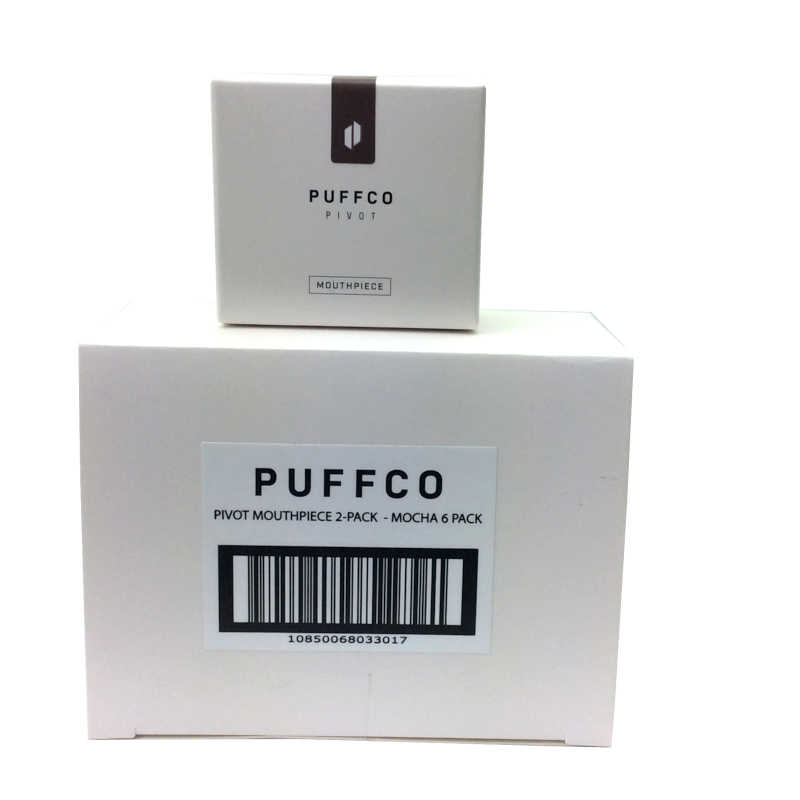 PUFFCO
PIVOT
MOUTHPIECE
PUFFCO
PIVOT MOUTHPIECE 2-PACK - MOCHA 6 PACK
10850068033017